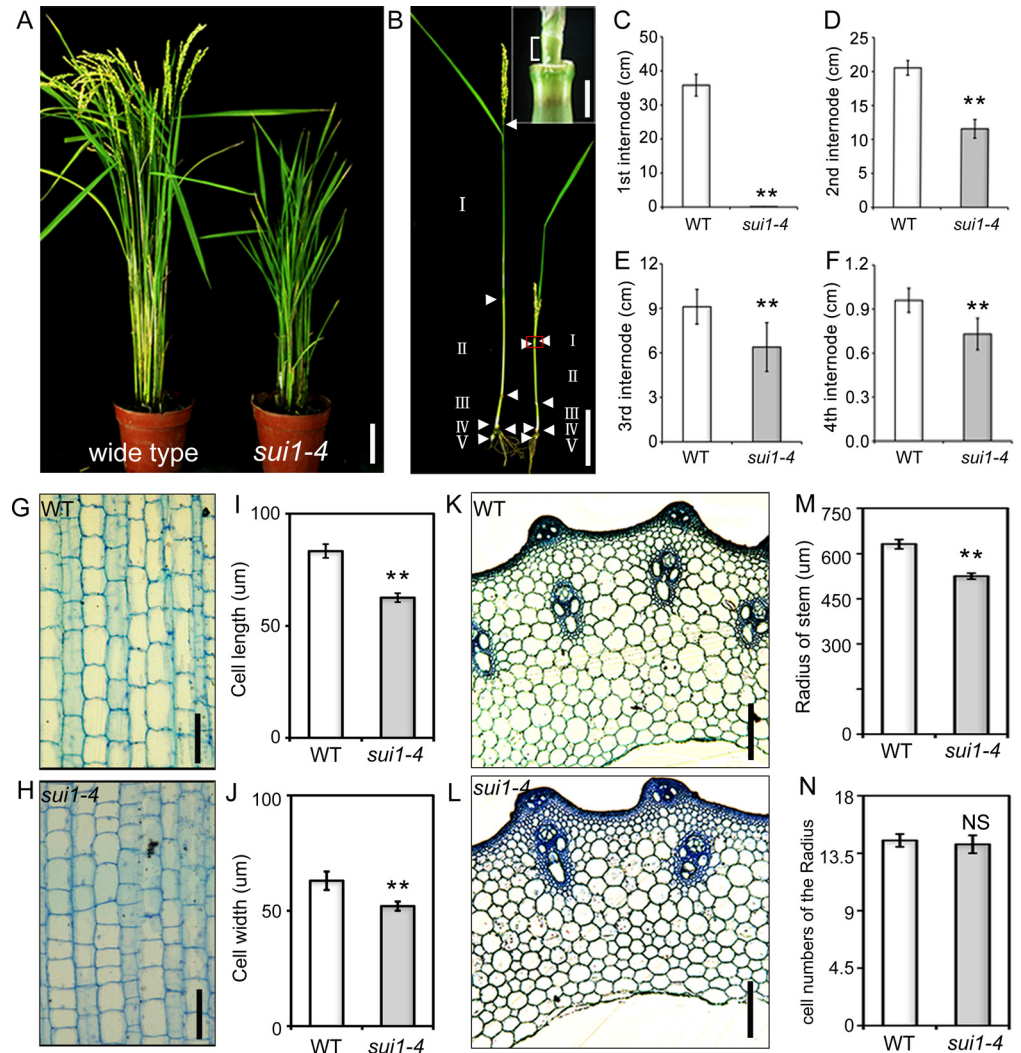 A
wide type
sui1-4
B
I
II
III
IV
V
I
II
III
IV
V
C
1st internode (cm)
50
40
30
20
10
0
**
WT
sui1-4
D
2nd internode (cm)
25
20
15
10
5
0
**
WT
sui1-4
E
3rd internode (cm)
12
9
6
3
0
**
WT
sui1-4
F
4th internode (cm)
1.2
0.9
0.6
0.3
0.0
**
WT
sui1-4
G
WT
H
sui1-4
I
Cell length (um)
100
50
0
**
WT
sui1-4
J
Cell width (um)
100
50
0
**
WT
sui1-4
K
WT
L
sui1-4
M
Radius of stem (um)
750
600
450
300
150
0
**
WT
sui1-4
N
cell numbers of the Radius
18
13.5
9
4.5
0
NS
WT
sui1-4